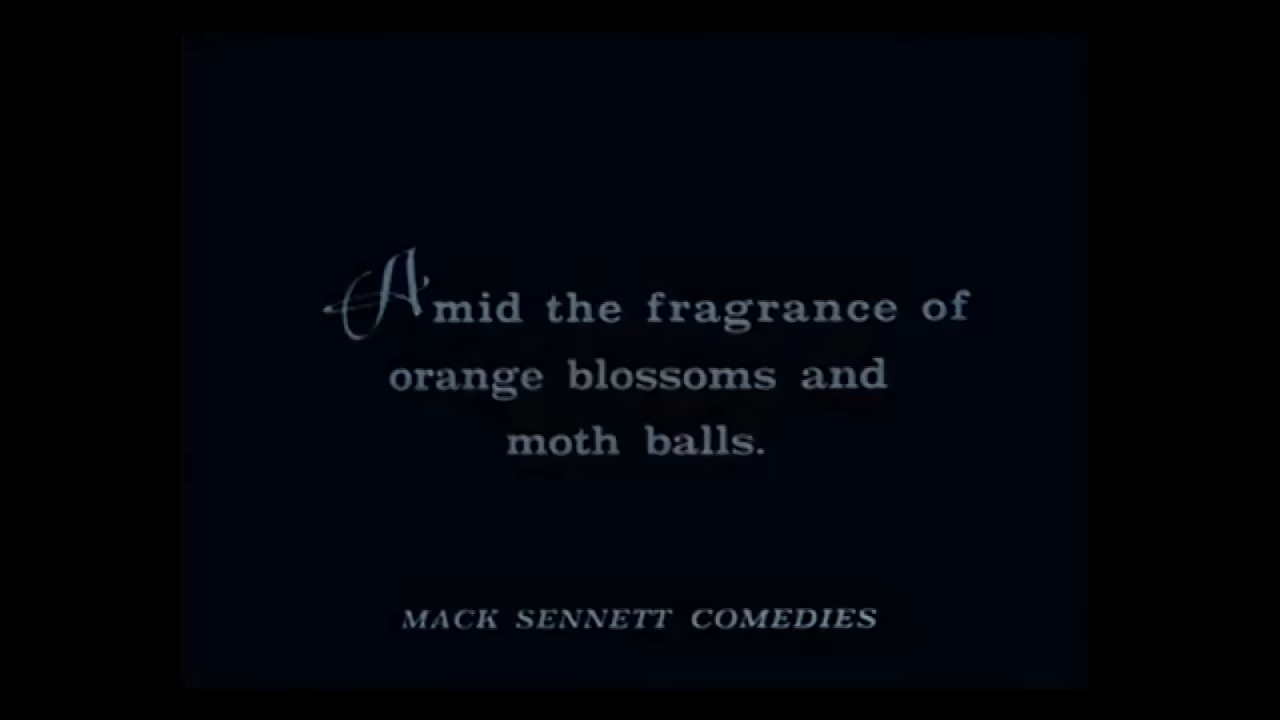 Amid the fragrance of
orange blossoms and
moth balls.
MACK SENNETT COMEDIES